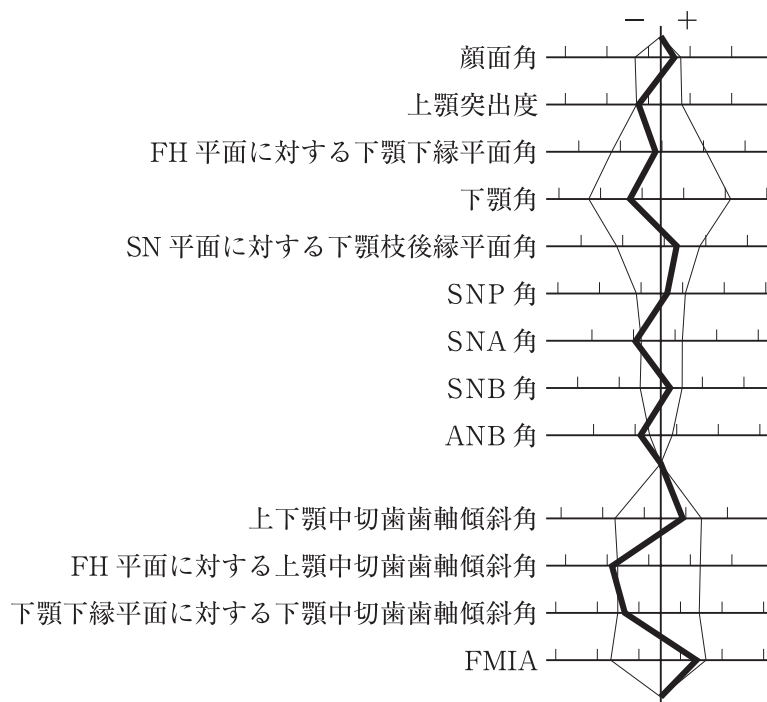 − +
顔面角
上顎突出度
FH 平面に対する下顎下縁平面角
下顎角
SN 平面に対する下顎枝後縁平面角
SNP 角
SNA 角
SNB 角
ANB 角
上下顎中切歯歯軸傾斜角
FH 平面に対する上顎中切歯歯軸傾斜角
下顎下縁平面に対する下顎中切歯歯軸傾斜角
FMIA